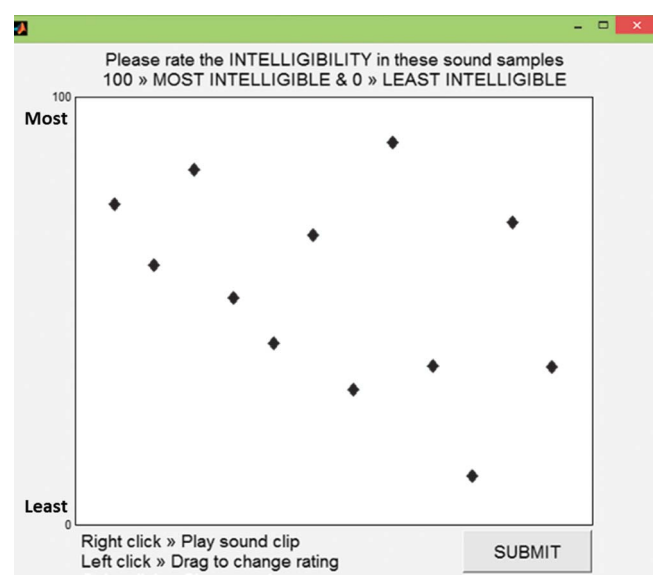 Please rate the INTELLIGIBILITY in these sound samples
100 » MOST INTELLIGIBLE & 0 » LEAST INTELLIGIBLE
100
Most
Least
0
Right click » Play sound clip
Left click » Drag to change rating
SUBMIT